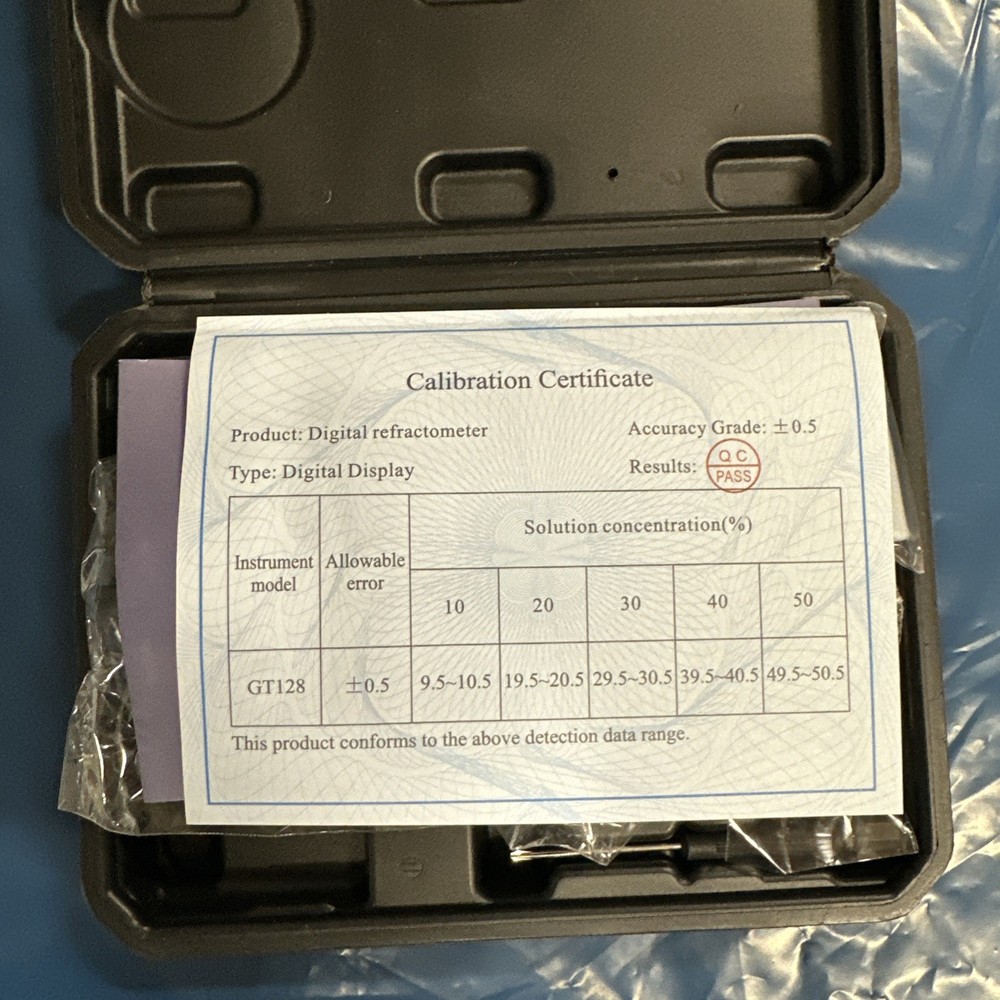 Calibration Certificate
Product: Digital refractometer
Accuracy Grade: ±0.5
Type: Digital Display
Results: QC
PASS
Instrument model
Allowable error
Solution concentration(%)
10 20 30 40 50
GT128 ±0.5 9.5~10.5 19.5~20.5 29.5~30.5 39.5~40.5 49.5~50.5
This product conforms to the above detection data range.